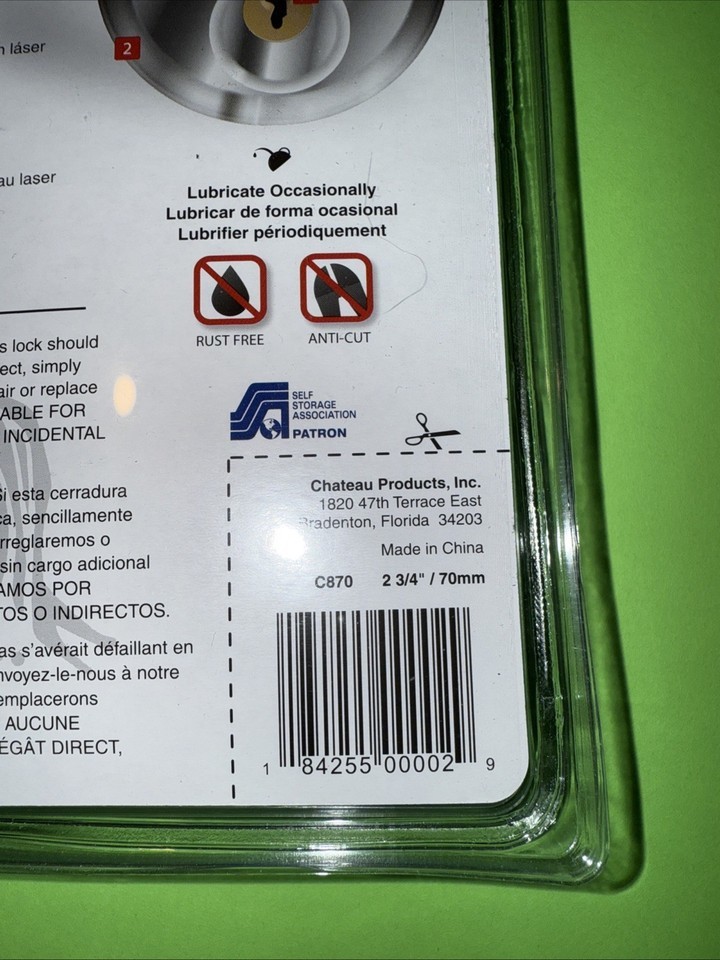 n láser
2
au laser
Lubricate Occasionally
Lubricar de forma ocasional
Lubrifier périodiquement
RUST FREE
ANTI-CUT
s lock should
ect, simply
air or replace
ABLE FOR
INCIDENTAL
SELF
STORAGE
ASSOCIATION
PATRON
Si esta cerradura
ca, sencillamente
rreglaremos o
sin cargo adicional
AMOS POR
TOS O INDIRECTOS.
as s'avérait défaillant en
nvoyez-le-nous à notre
emplacerons
AUCUNE
ÉGÂT DIRECT,
Chateau Products, Inc.
1820 47th Terrace East
Bradenton, Florida 34203
Made in China
C870 2 3/4" / 70mm
1 84255 00002 9